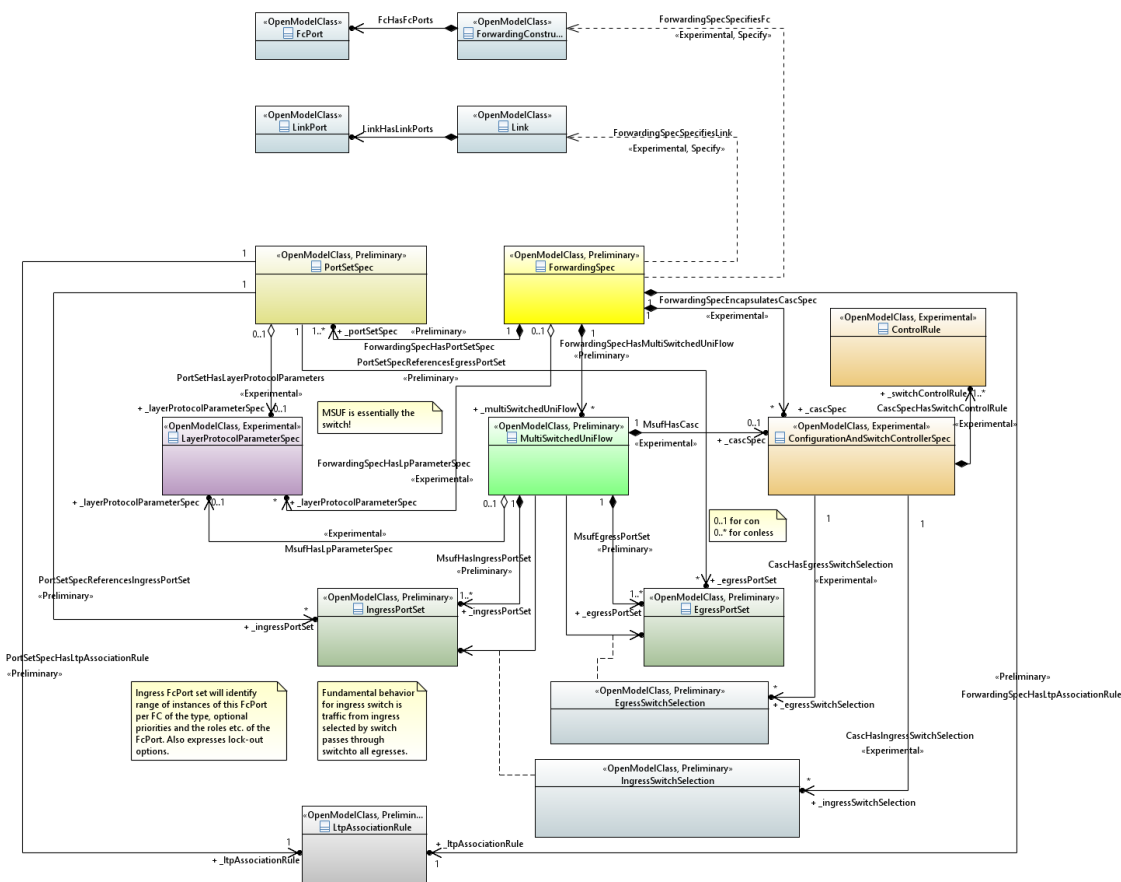 «OpenModelClass»
FcPort
FcHasFcPorts
«OpenModelClass»
ForwardingConstru...
ForwardingSpecSpecifiesFc
«Experimental, Specify»
«OpenModelClass»
LinkPort
LinkHasLinkPorts
«OpenModelClass»
Link
ForwardingSpecSpecifiesLink
«Experimental, Specify»
1
1
«OpenModelClass, Preliminary»
PortSetSpec
«OpenModelClass, Preliminary»
ForwardingSpec
1
1
ForwardingSpecEncapsulatesCascSpec
«Experimental»
0..1
1
1..*
+ _portSetSpec
«Preliminary»
ForwardingSpecHasPortSetSpec
1
0..1
1
ForwardingSpecHasMultiSwitchedUniFlow
«Preliminary»
PortSetSpecReferencesEgressPortSet
«Preliminary»
«OpenModelClass, Experimental»
ControlRule
PortSetHasLayerProtocolParameters
«Experimental»
+ _layerProtocolParameterSpec
0..1
MSUF is essentially the
switch!
+ _multiSwitchedUniFlow
*
*
+ _cascSpec
+ _switchControlRule
1..*
CascSpecHasSwitchControlRule
«Experimental»
«OpenModelClass, Experimental»
LayerProtocolParameterSpec
«OpenModelClass, Preliminary»
MultiSwitchedUniFlow
1
MsufHasCasc
«Experimental»
0..1
+ _cascSpec
«OpenModelClass, Experimental»
ConfigurationAndSwitchControllerSpec
ForwardingSpecHasLpParameterSpec
«Experimental»
+ _layerProtocolParameterSpec
0..1
*
+ _layerProtocolParameterSpec
0..1
1
1
«Experimental»
MsufHasLpParameterSpec
0..1 for con
0..* for conless
1
1
MsufEgressPortSet
«Preliminary»
MsufHasIngressPortSet
«Preliminary»
CascHasEgressSwitchSelection
«Experimental»
PortSetSpecReferencesIngressPortSet
«Preliminary»
*
+ _ingressPortSet
«OpenModelClass, Preliminary»
IngressPortSet
1..*
+ _ingressPortSet
1..*
+ _egressPortSet
*
+ _egressPortSet
«OpenModelClass, Preliminary»
EgressPortSet
PortSetSpecHasLtpAssociationRule
«Preliminary»
«Preliminary»
ForwardingSpecHasLtpAssociationRule
Ingress FcPort set will identify
range of instances of this FcPort
per FC of the type, optional
priorities and the roles etc. of the
FcPort. Also expresses lock-out
options.
Fundamental behavior
for ingress switch is
traffic from ingress
selected by switch
passes through
switchto all egresses.
«OpenModelClass, Preliminary»
EgressSwitchSelection
*
+ _egressSwitchSelection
CascHasIngressSwitchSelection
«Experimental»
«OpenModelClass, Preliminary»
IngressSwitchSelection
*
+ _ingressSwitchSelection
«OpenModelClass, Prelimin...
LtpAssociationRule
1
+ _ltpAssociationRule
+ _ltpAssociationRule
1